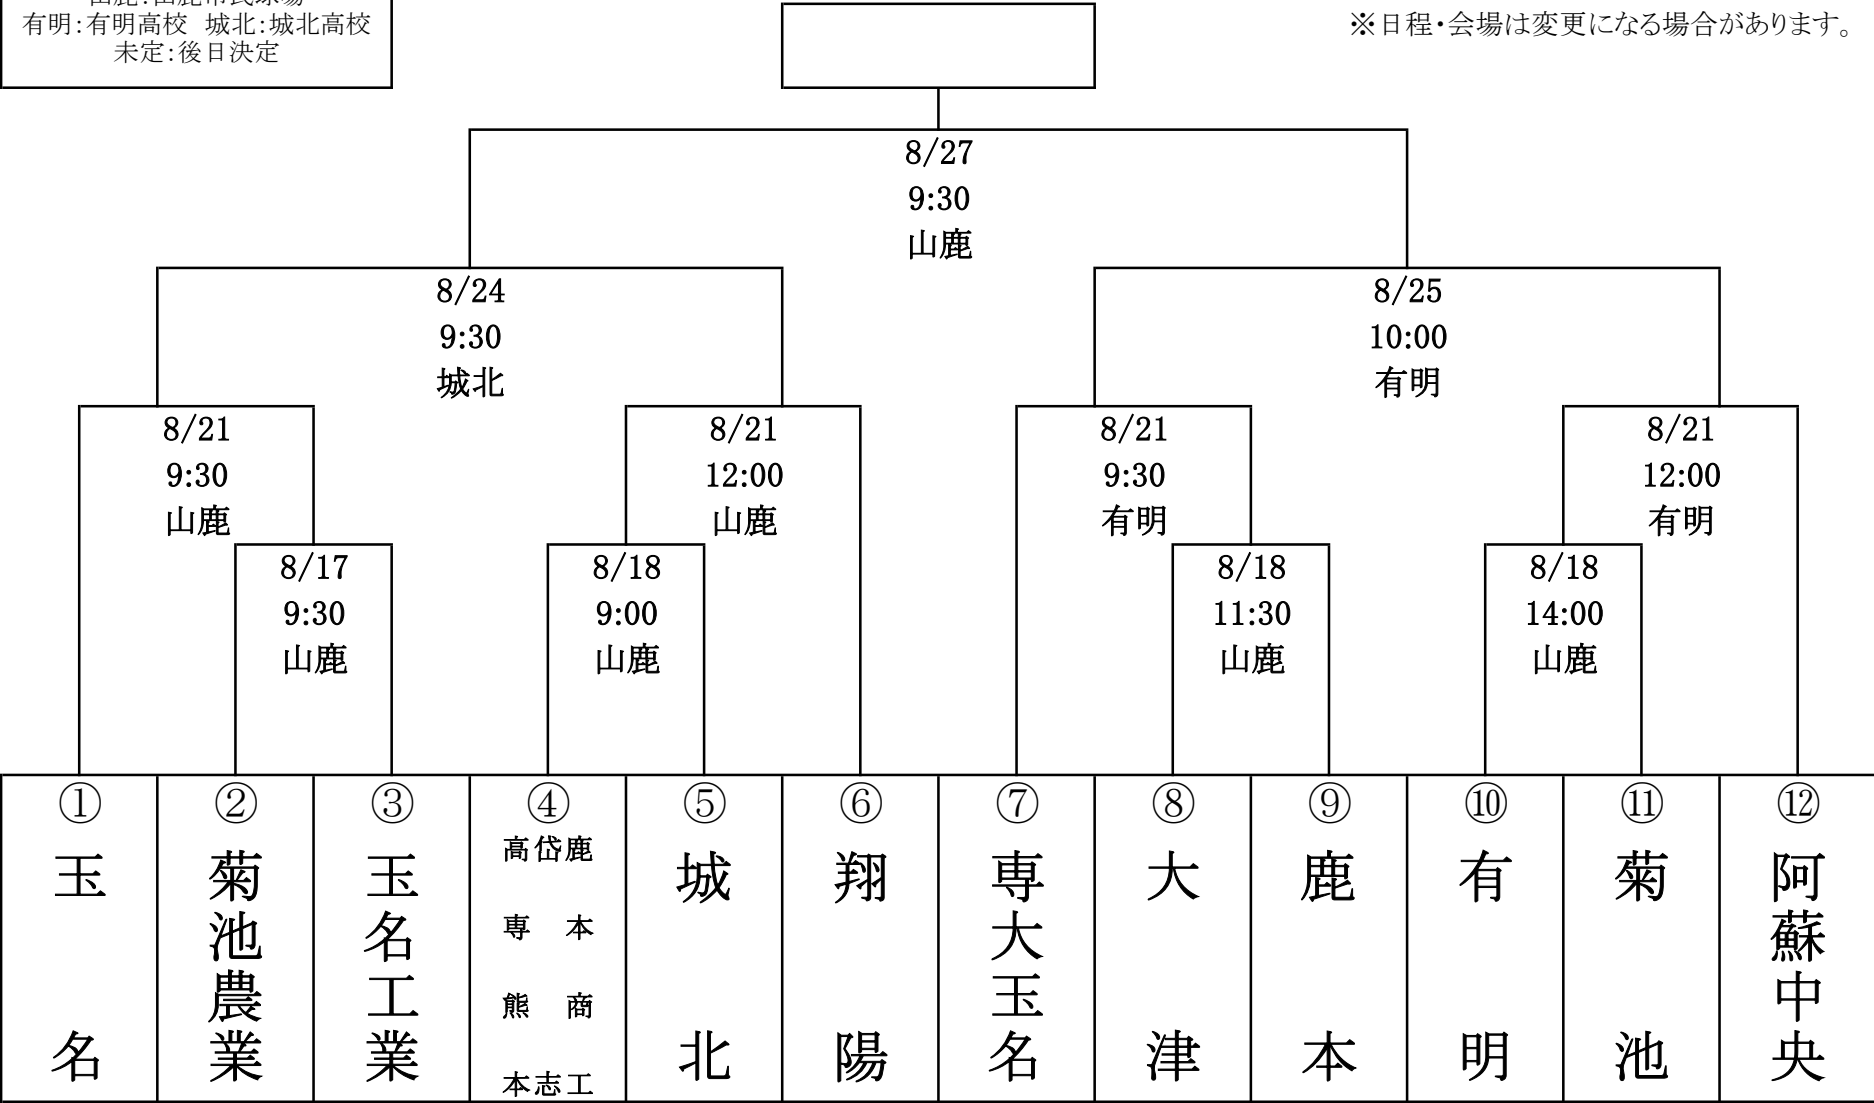 有明：有明高校　城北：城北高校
未定：後日決定
※日程・会場は変更になる場合があります。
8/27
9:30
山鹿
8/24
9:30
城北
8/25
10:00
有明
8/21
9:30
山鹿
8/21
12:00
山鹿
8/21
9:30
有明
8/21
12:00
有明
8/17
9:30
山鹿
8/18
9:00
山鹿
8/18
11:30
山鹿
8/18
14:00
山鹿
①
玉名
②
菊池農業
③
玉名工業
④
鹿本商工
岱志
高専熊本
⑤
城北
⑥
翔陽
⑦
専大玉名
⑧
大津
⑨
鹿本
⑩
有明
⑪
菊池
⑫
阿蘇中央